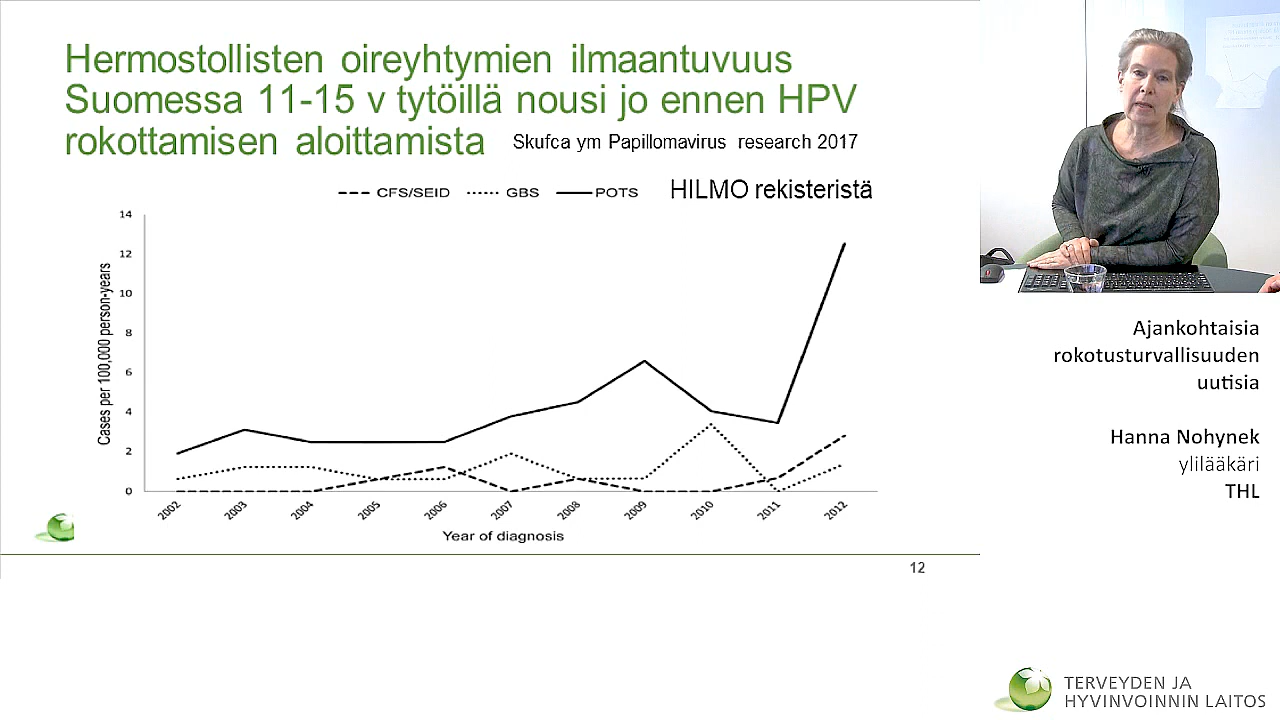 Hermostollisten oireyhtymien ilmaantuvuus
Suomessa 11-15 v tytöillä nousi jo ennen HPV
rokottamisen aloittamista
Skufca ym Papillomavirus research 2017
CFS/SEID GBS POTS
HILMO rekisteristä
Cases per 100,000 person-years
14
12
10
8
6
4
2
0
2002 2003 2004 2005 2006 2007 2008 2009 2010 2011 2012
Year of diagnosis
12
Ajankohtaisia
rokotusturvallisuuden
uutisia
Hanna Nohynek
ylilääkäri
THL
TERVEYDEN JA
HYVINVOINNIN LAITOS